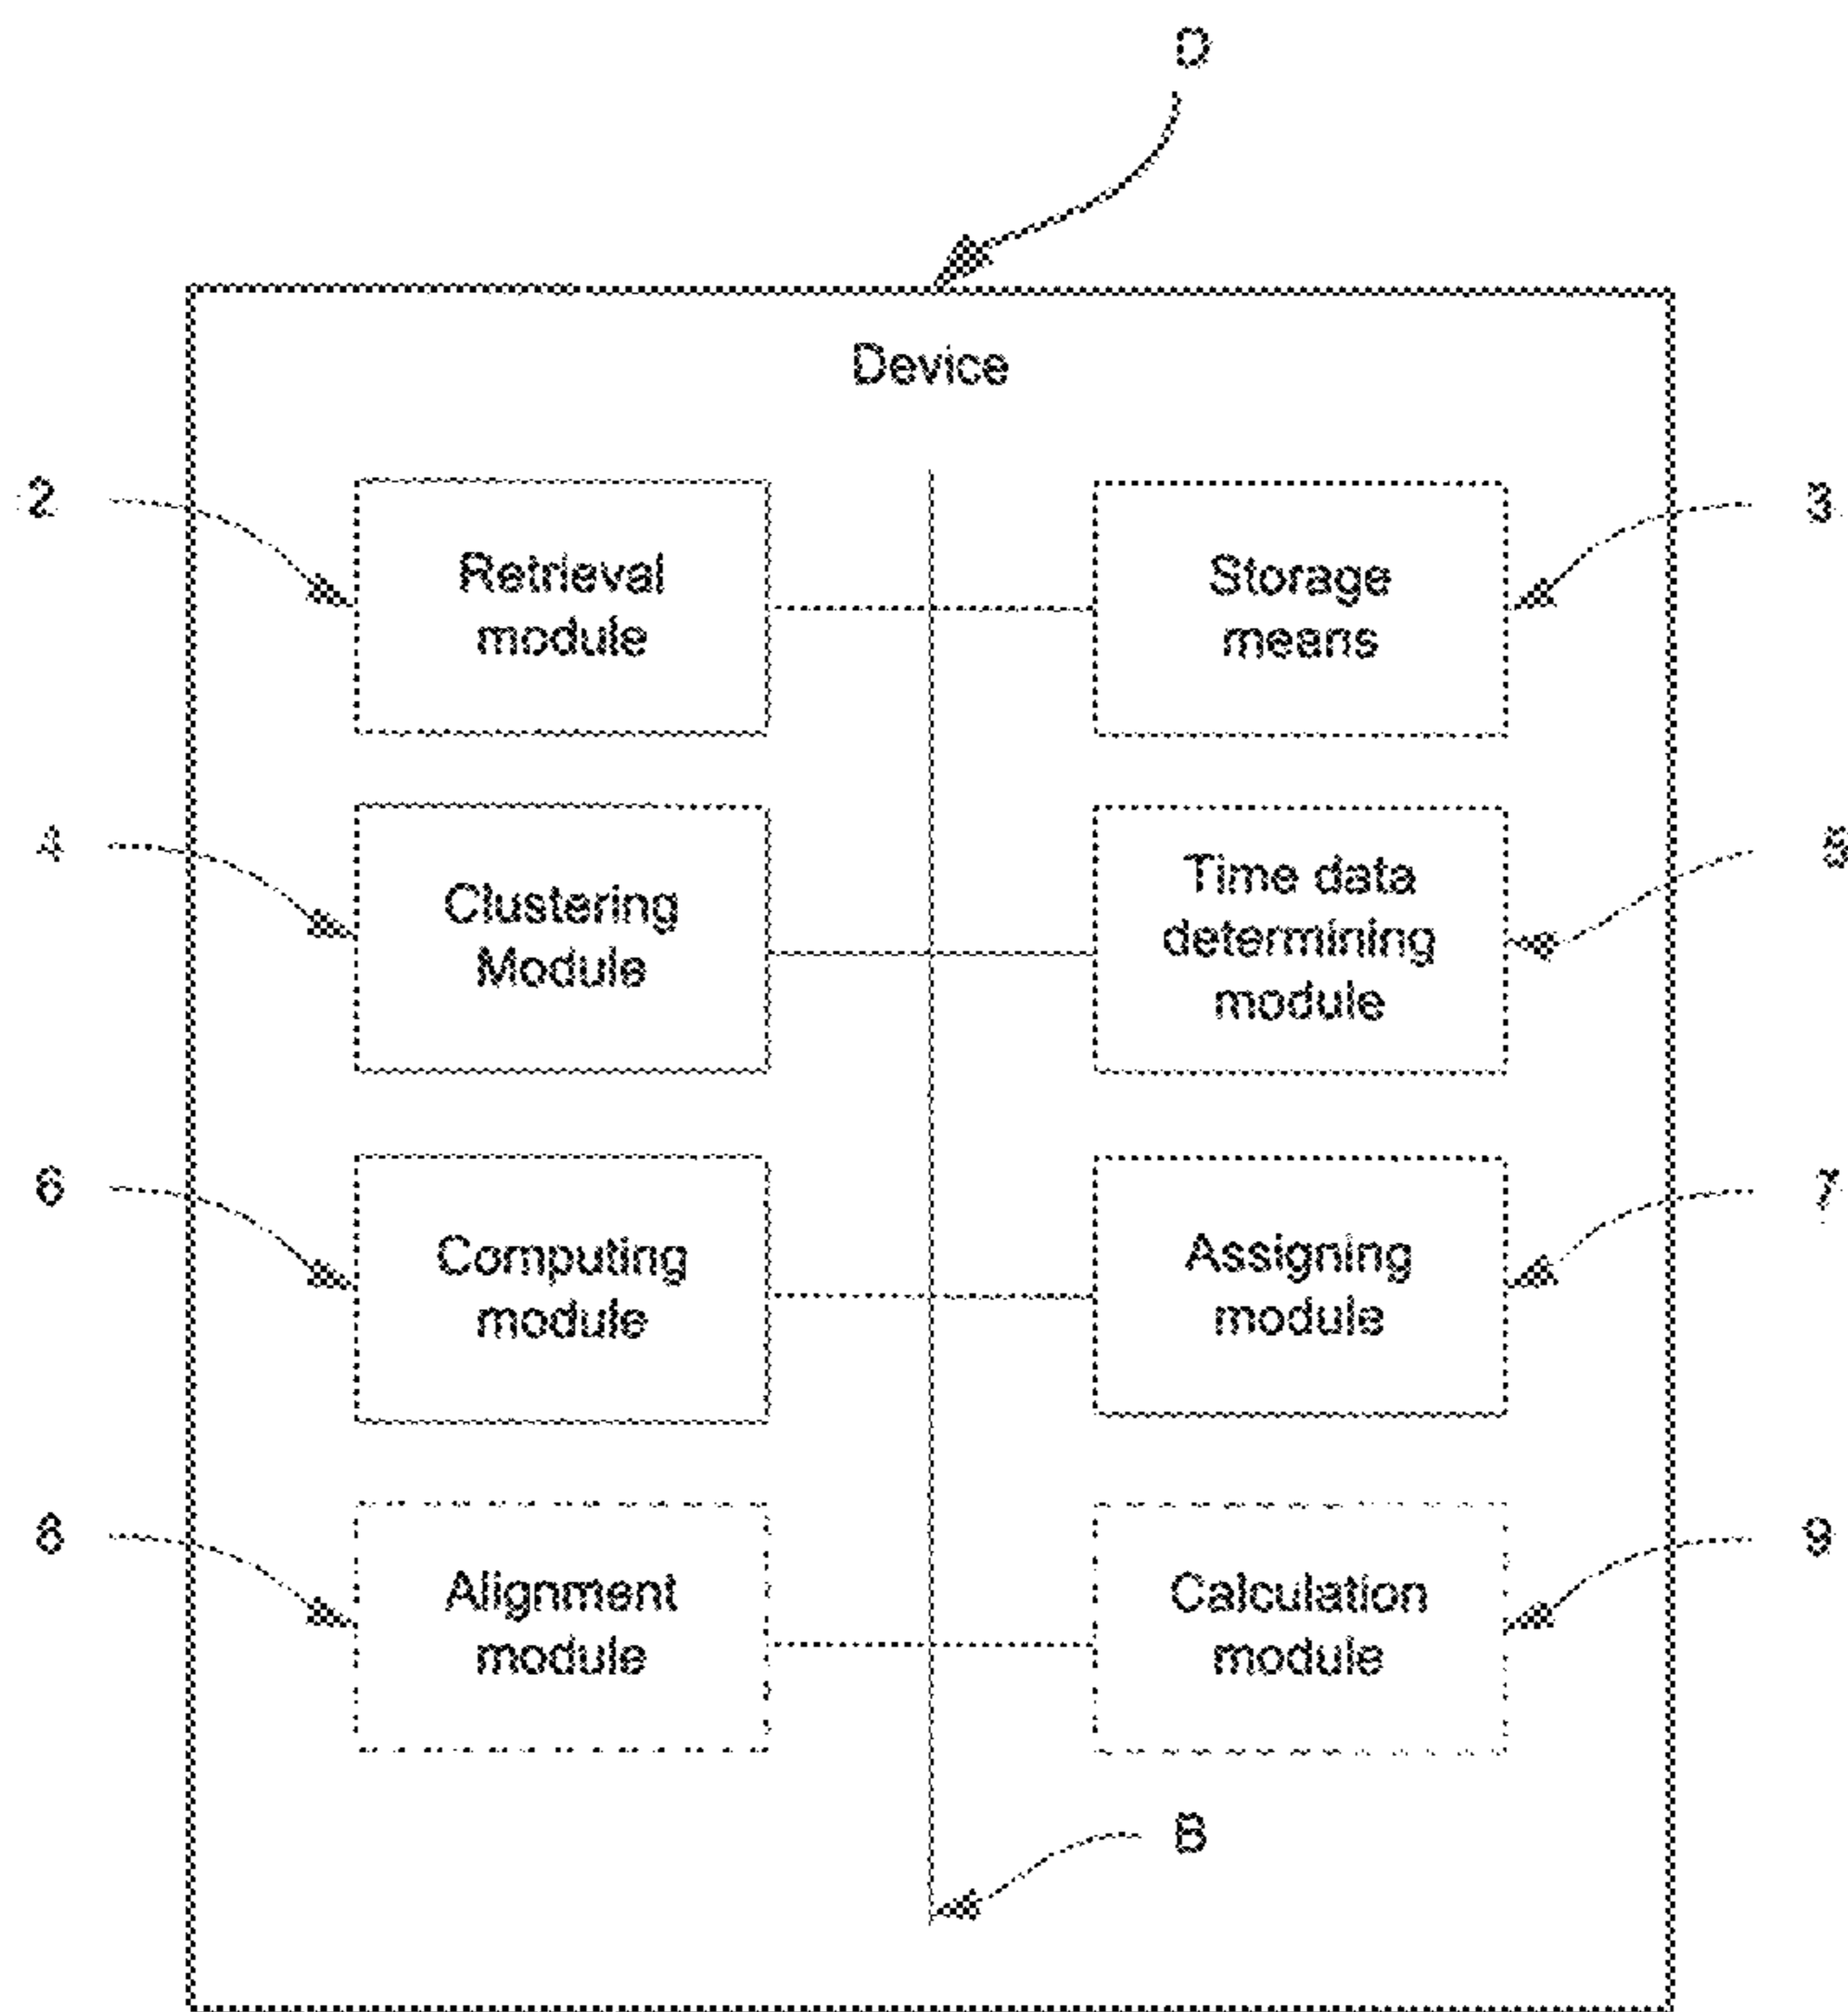 D
Device
2
Retrieval
module
Storage
means
3
4
Clustering
Module
Time data
determining
module
5
6
Computing
module
Assigning
module
7
8
Alignment
module
Calculation
module
9
B